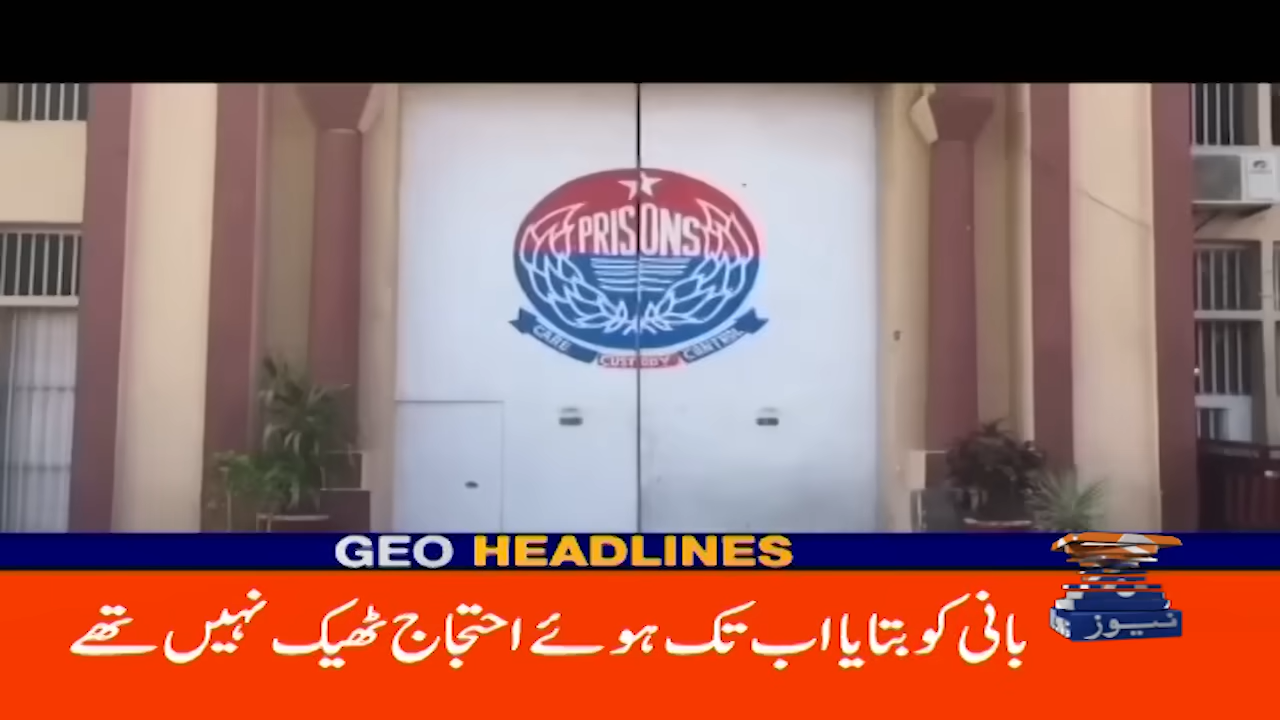 PRISONS
CARE CUSTODY CONTROL
GEO HEADLINES
بانی کو بتایا اب تک ہوئے احتجاج ٹھیک نہیں تھے
نیوز